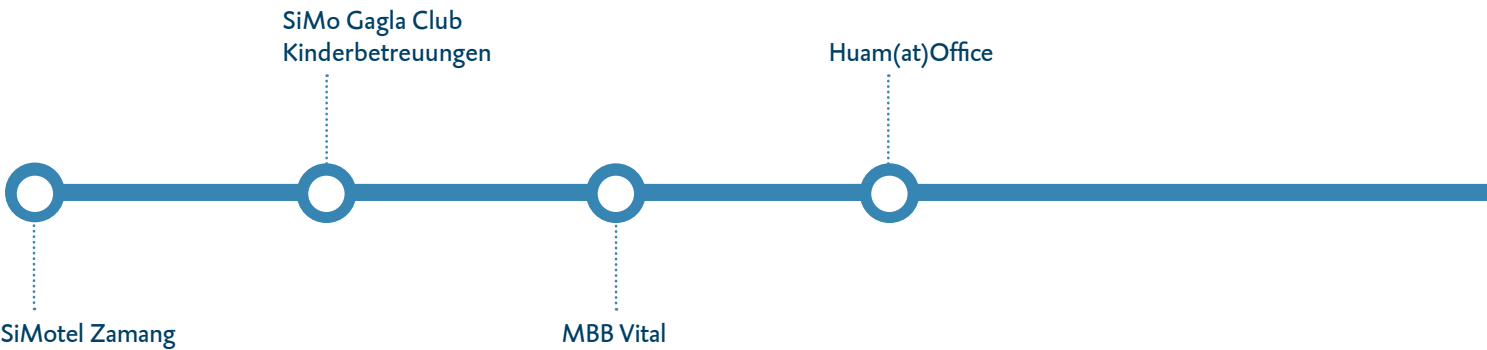 SiMo Gagla Club
Kinderbetreuungen
Huam(at)Office
SiMotel Zamang
MBB Vital